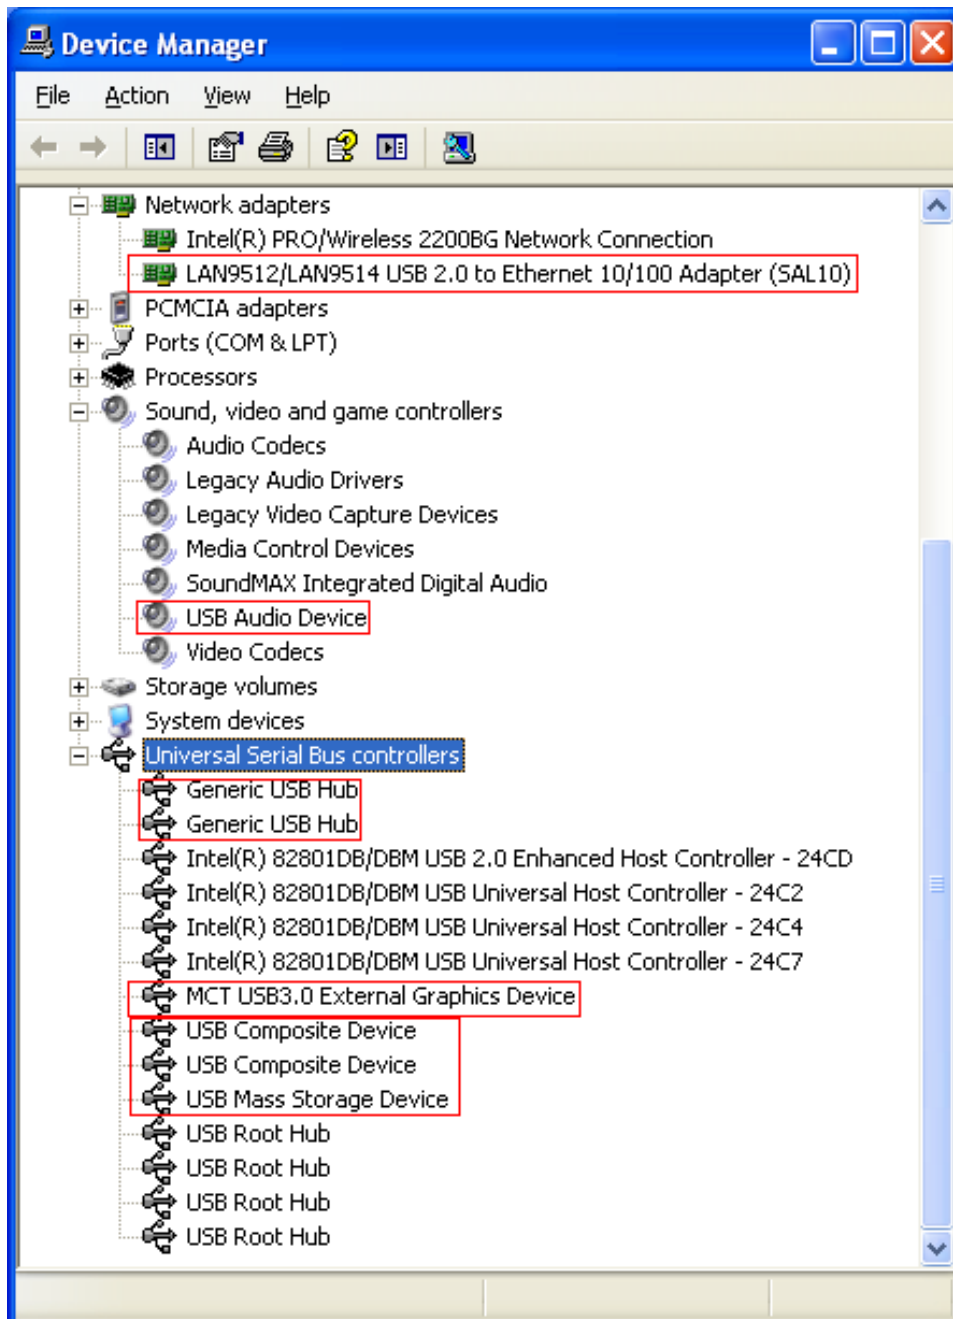 Device Manager
File Action View Help
Network adapters
Intel(R) PRO/Wireless 2200BG Network Connection
LAN9512/LAN9514 USB 2.0 to Ethernet 10/100 Adapter (SAL10)
PCMCIA adapters
Ports (COM & LPT)
Processors
Sound, video and game controllers
Audio Codecs
Legacy Audio Drivers
Legacy Video Capture Devices
Media Control Devices
SoundMAX Integrated Digital Audio
USB Audio Device
Video Codecs
Storage volumes
System devices
Universal Serial Bus controllers
Generic USB Hub
Generic USB Hub
Intel(R) 82801DB/DBM USB 2.0 Enhanced Host Controller - 24CD
Intel(R) 82801DB/DBM USB Universal Host Controller - 24C2
Intel(R) 82801DB/DBM USB Universal Host Controller - 24C4
Intel(R) 82801DB/DBM USB Universal Host Controller - 24C7
MCT USB3.0 External Graphics Device
USB Composite Device
USB Composite Device
USB Mass Storage Device
USB Root Hub
USB Root Hub
USB Root Hub
USB Root Hub